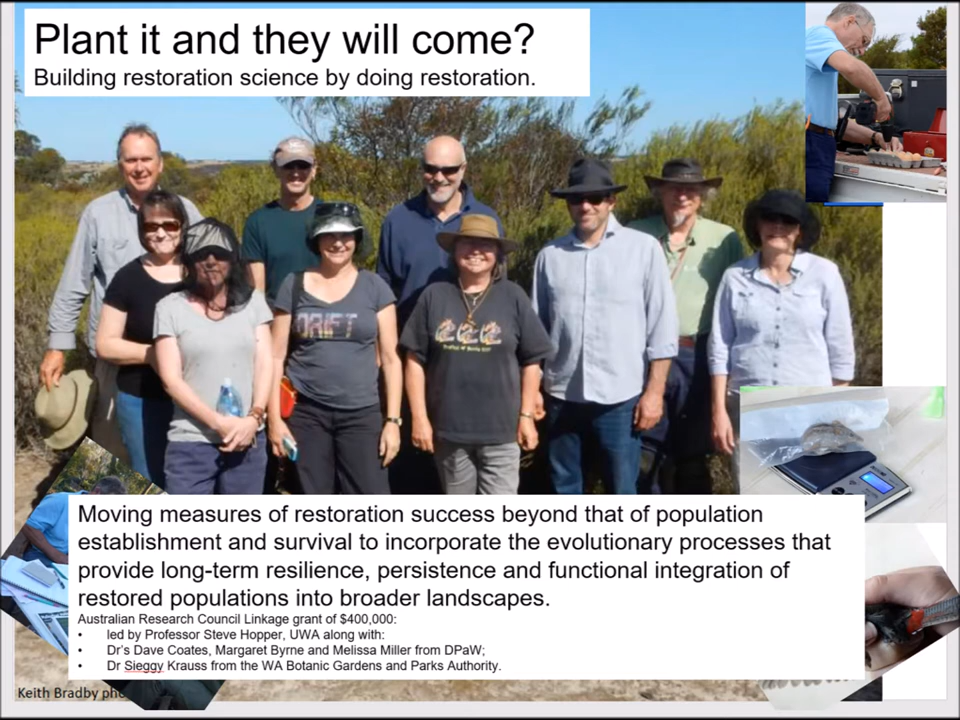 Plant it and they will come?
Building restoration science by doing restoration.
DRIFT
Moving measures of restoration success beyond that of population
establishment and survival to incorporate the evolutionary processes that
provide long-term resilience, persistence and functional integration of
restored populations into broader landscapes.
Australian Research Council Linkage grant of $400,000:
• led by Professor Steve Hopper, UWA along with:
• Dr's Dave Coates, Margaret Byrne and Melissa Miller from DPaW;
• Dr Sieggy Krauss from the WA Botanic Gardens and Parks Authority.
Keith Bradby